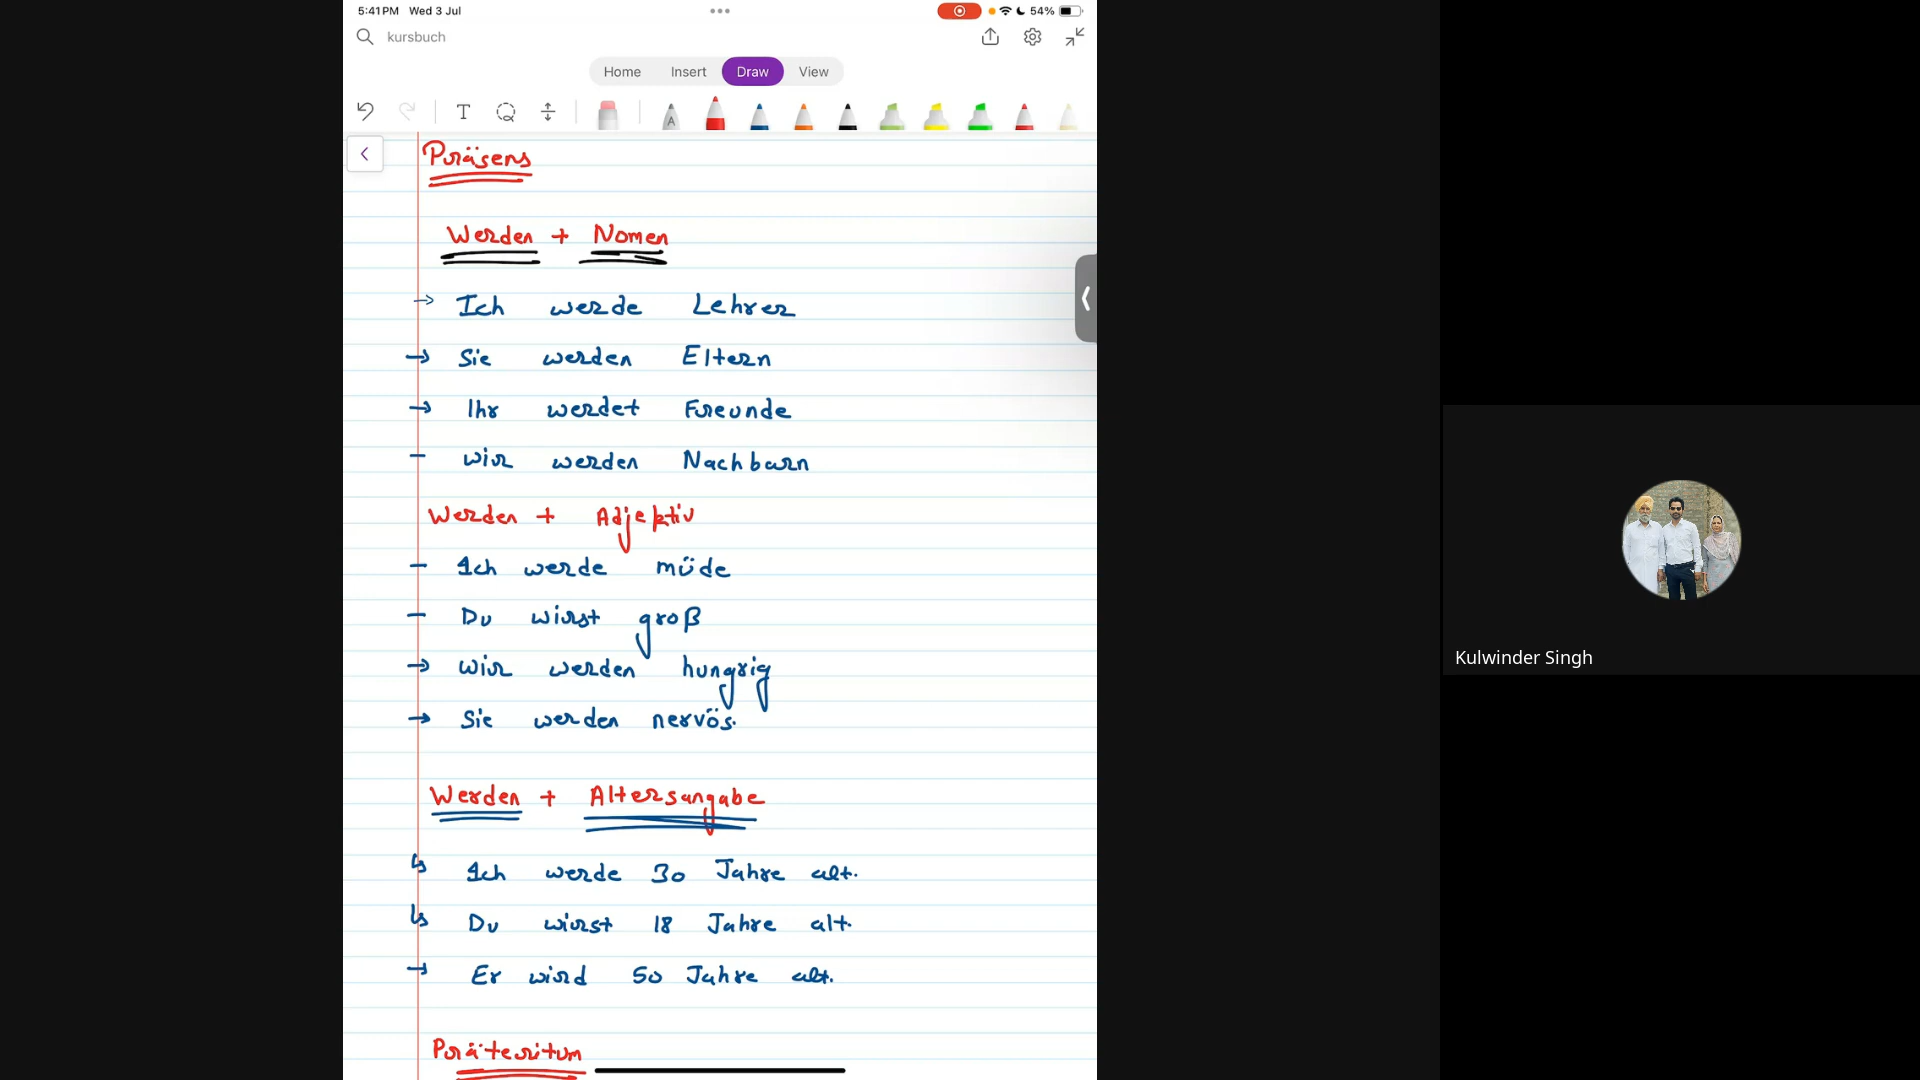 5:41 PM Wed 3 Jul
54%
kursbuch
Home Insert Draw View
T
A
Präsens
Werden + Nomen
→ Ich werde Lehrer
→ Sie werden Eltern
→ Ihr werdet Freunde
- wir werden Nachbarn
Werden + Adjektiv
- Ich werde müde
- Du wirst groß
→ wir werden hungrig
→ Sie werden nervös.
Werden + Altersangabe
↳ Ich werde 30 Jahre alt.
↳ Du wirst 18 Jahre alt.
→ Er wird 50 Jahre alt.
Präteritum
Kulwinder Singh